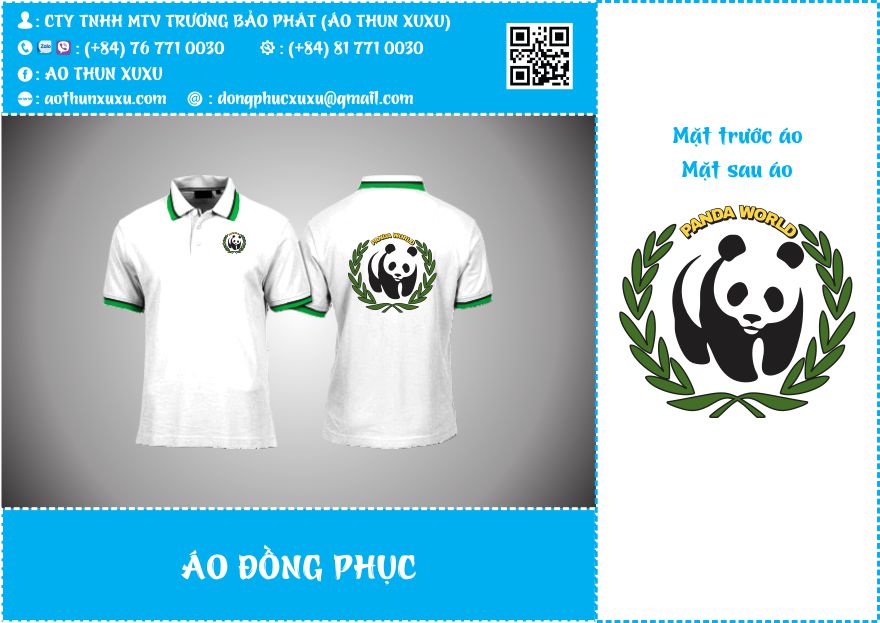 : CTY TNHH MTV TRƯƠNG BẢO PHÁT (ÁO THUN XUXU)
Zalo : (+84) 76 771 0030 : (+84) 81 771 0030
: AO THUN XUXU
: aothunxuxu.com @ : dongphucxuxu@gmail.com
Mặt trước áo
Mặt sau áo
PANDA WORLD
PANDA WORLD
ÁO ĐỒNG PHỤC